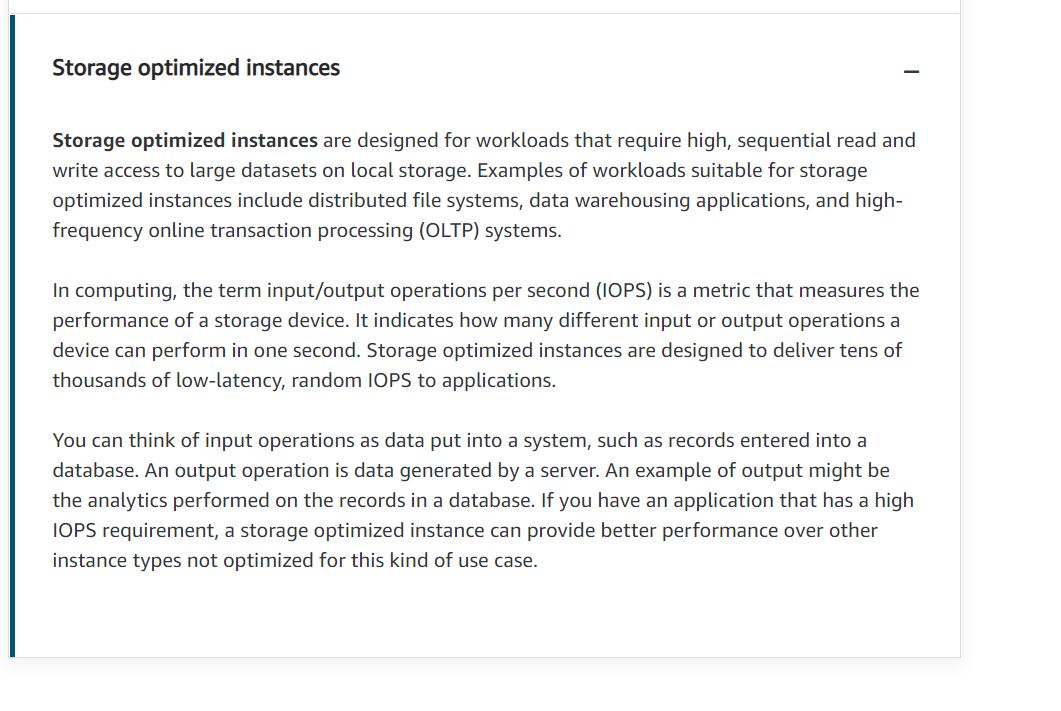 Storage optimized instances
Storage optimized instances are designed for workloads that require high, sequential read and
write access to large datasets on local storage. Examples of workloads suitable for storage
optimized instances include distributed file systems, data warehousing applications, and high-
frequency online transaction processing (OLTP) systems.
In computing, the term input/output operations per second (IOPS) is a metric that measures the
performance of a storage device. It indicates how many different input or output operations a
device can perform in one second. Storage optimized instances are designed to deliver tens of
thousands of low-latency, random IOPS to applications.
You can think of input operations as data put into a system, such as records entered into a
database. An output operation is data generated by a server. An example of output might be
the analytics performed on the records in a database. If you have an application that has a high
IOPS requirement, a storage optimized instance can provide better performance over other
instance types not optimized for this kind of use case.